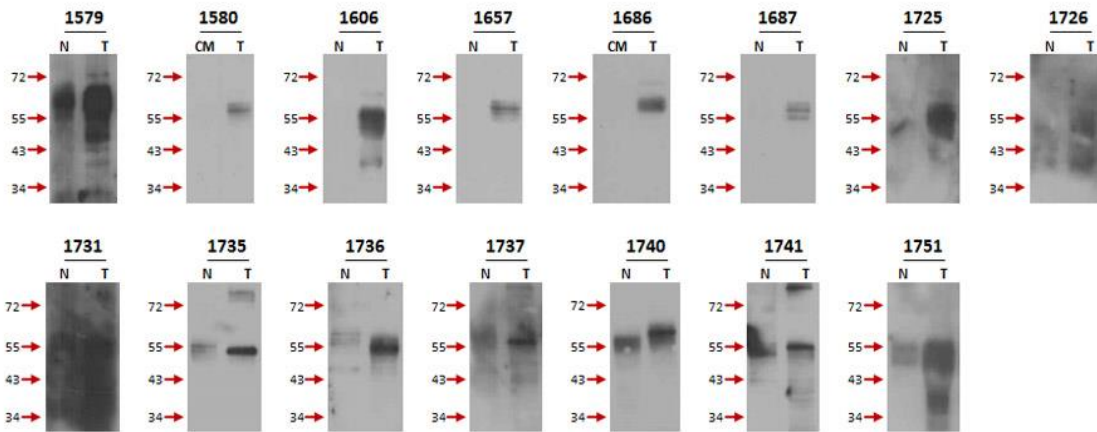 1579 1580 1606 1657 1686 1687 1725 1726
N T CM T N T N T CM T N T N T N T
72 72 72 72 72 72 72 72
55 55 55 55 55 55 55 55
43 43 43 43 43 43 43 43
34 34 34 34 34 34 34 34
1731 1735 1736 1737 1740 1741 1751
N T N T N T N T N T N T N T
72 72 72 72 72 72 72
55 55 55 55 55 55 55
43 43 43 43 43 43 43
34 34 34 34 34 34 34